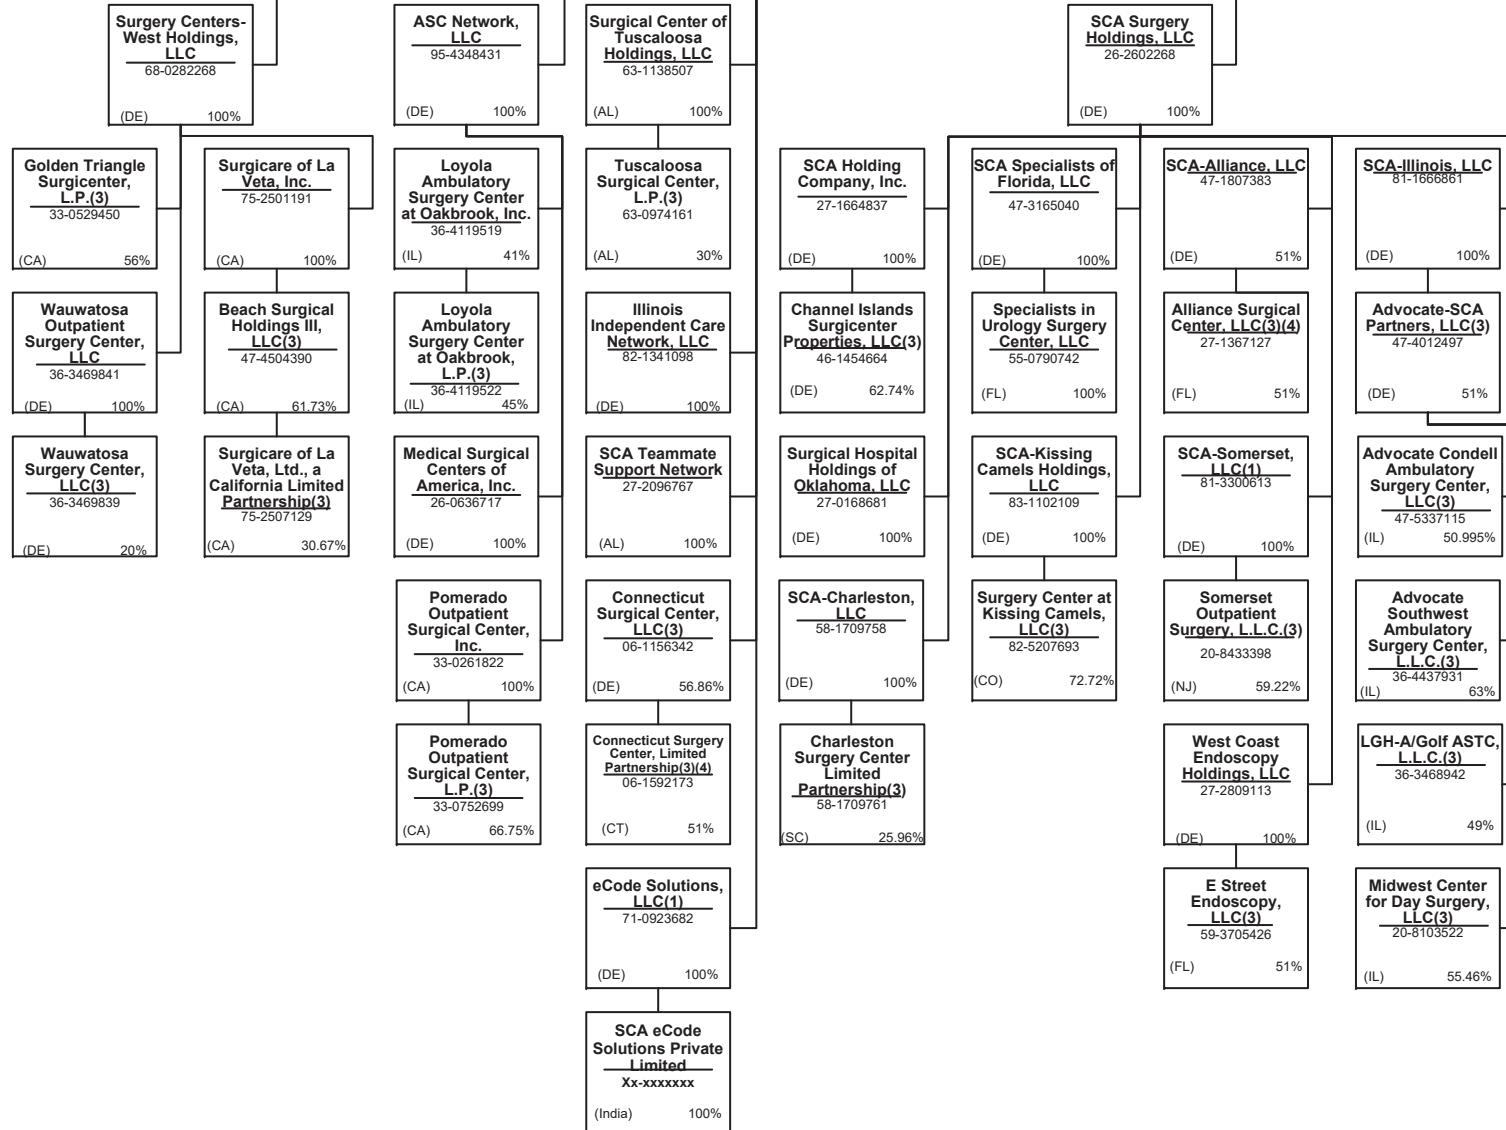 Surgery Centers-
West Holdings,
LLC
68-0282268
(DE) 100%
ASC Network,
LLC
95-4348431
(DE) 100%
Surgical Center of
Tuscaloosa
Holdings, LLC
63-1138507
(AL) 100%
SCA Surgery
Holdings, LLC
26-2602268
(DE) 100%
Golden Triangle
Surgicenter,
L.P.(3)
33-0529450
(CA) 56%
Surgicare of La
Veta, Inc.
75-2501191
(CA) 100%
Loyola
Ambulatory
Surgery Center
at Oakbrook, Inc.
36-4119519
(IL) 41%
Tuscaloosa
Surgical Center,
L.P.(3)
63-0974161
(AL) 30%
SCA Holding
Company, Inc.
27-1664837
(DE) 100%
SCA Specialists of
Florida, LLC
47-3165040
(DE) 100%
SCA-Alliance, LLC
47-1807383
(DE) 51%
SCA-Illinois, LLC
81-1666861
(DE) 100%
Wauwatosa
Outpatient
Surgery Center,
LLC
36-3469841
(DE) 100%
Beach Surgical
Holdings III,
LLC(3)
47-4504390
(CA) 61.73%
Loyola
Ambulatory
Surgery Center
at Oakbrook,
L.P.(3)
36-4119522
(IL) 45%
Illinois
Independent Care
Network, LLC
82-1341098
(DE) 100%
Channel Islands
Surgicenter
Properties, LLC(3)
46-1454664
(DE) 62.74%
Specialists in
Urology Surgery
Center, LLC
55-0790742
(FL) 100%
Alliance Surgical
Center, LLC(3)(4)
27-1367127
(FL) 51%
Advocate-SCA
Partners, LLC(3)
47-4012497
(DE) 51%
Wauwatosa
Surgery Center,
LLC(3)
36-3469839
(DE) 20%
Surgicare of La
Veta, Ltd., a
California Limited
Partnership(3)
75-2507129
(CA) 30.67%
Medical Surgical
Centers of
America, Inc.
26-0636717
(DE) 100%
SCA Teammate
Support Network
27-2096767
(AL) 100%
Surgical Hospital
Holdings of
Oklahoma, LLC
27-0168681
(DE) 100%
SCA-Kissing
Camels Holdings,
LLC
83-1102109
(DE) 100%
SCA-Somerset,
LLC(1)
81-3300613
(DE) 100%
Advocate Condell
Ambulatory
Surgery Center,
LLC(3)
47-5337115
(IL) 50.995%
Pomerado
Outpatient
Surgical Center,
Inc.
33-0261822
(CA) 100%
Connecticut
Surgical Center,
LLC(3)
06-1156342
(DE) 56.86%
SCA-Charleston,
LLC
58-1709758
(DE) 100%
Surgery Center at
Kissing Camels,
LLC(3)
82-5207693
(CO) 72.72%
Somerset
Outpatient
Surgery, L.L.C.(3)
20-8433398
(NJ) 59.22%
Advocate
Southwest
Ambulatory
Surgery Center,
L.L.C.(3)
36-4437931
(IL) 63%
Pomerado
Outpatient
Surgical Center,
L.P.(3)
33-0752699
(CA) 66.75%
Connecticut Surgery
Center, Limited
Partnership(3)(4)
06-1592173
(CT) 51%
Charleston
Surgery Center
Limited
Partnership(3)
58-1709761
(SC) 25.96%
West Coast
Endoscopy
Holdings, LLC
27-2809113
(DE) 100%
LGH-A/Golf ASTC,
L.L.C.(3)
36-3468942
(IL) 49%
eCode Solutions,
LLC(1)
71-0923682
(DE) 100%
E Street
Endoscopy,
LLC(3)
59-3705426
(FL) 51%
Midwest Center
for Day Surgery,
LLC(3)
20-8103522
(IL) 55.46%
SCA eCode
Solutions Private
Limited
Xx-xxxxxxx
(India) 100%